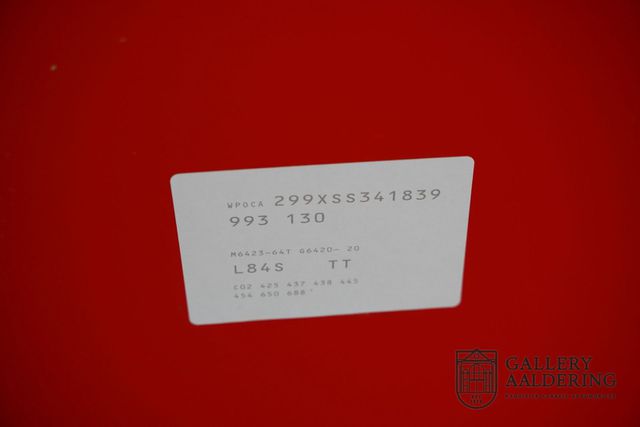 WPOCA 299XSS341839
993 130
M6423-64T G6420- 20
L84S TT
C02 425 437 438 445
454 650 688
GALLERY
AALDERING